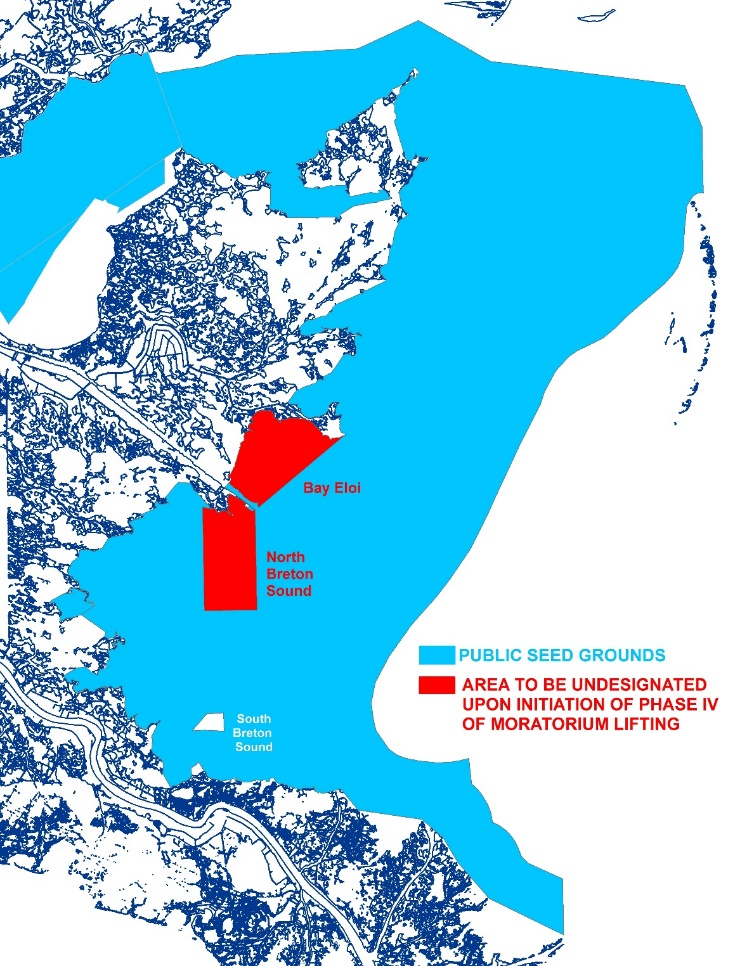 Bay Eloi
North
Breton
Sound
PUBLIC SEED GROUNDS
AREA TO BE UNDESIGNATED
UPON INITIATION OF PHASE IV
OF MORATORIUM LIFTING
South
Breton
Sound